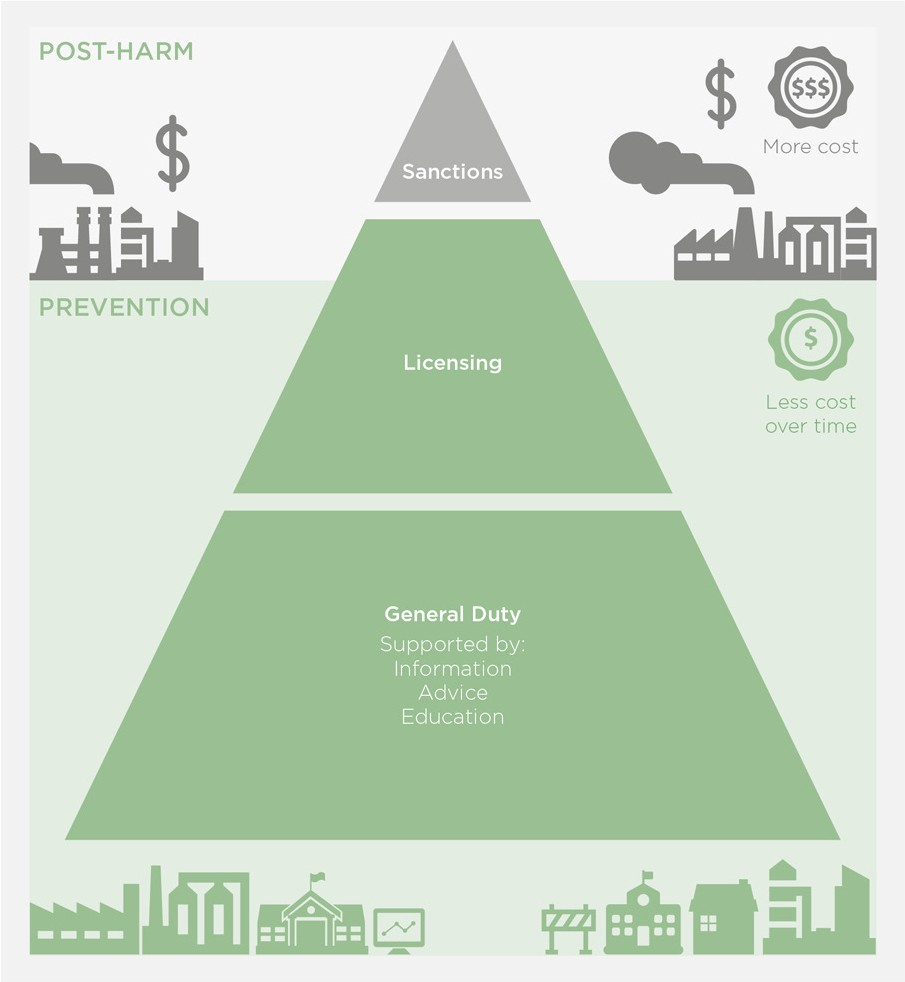 POST-HARM
$
$
$$$
More cost
Sanctions
PREVENTION
$
Less cost
over time
Licensing
General Duty
Supported by:
Information
Advice
Education